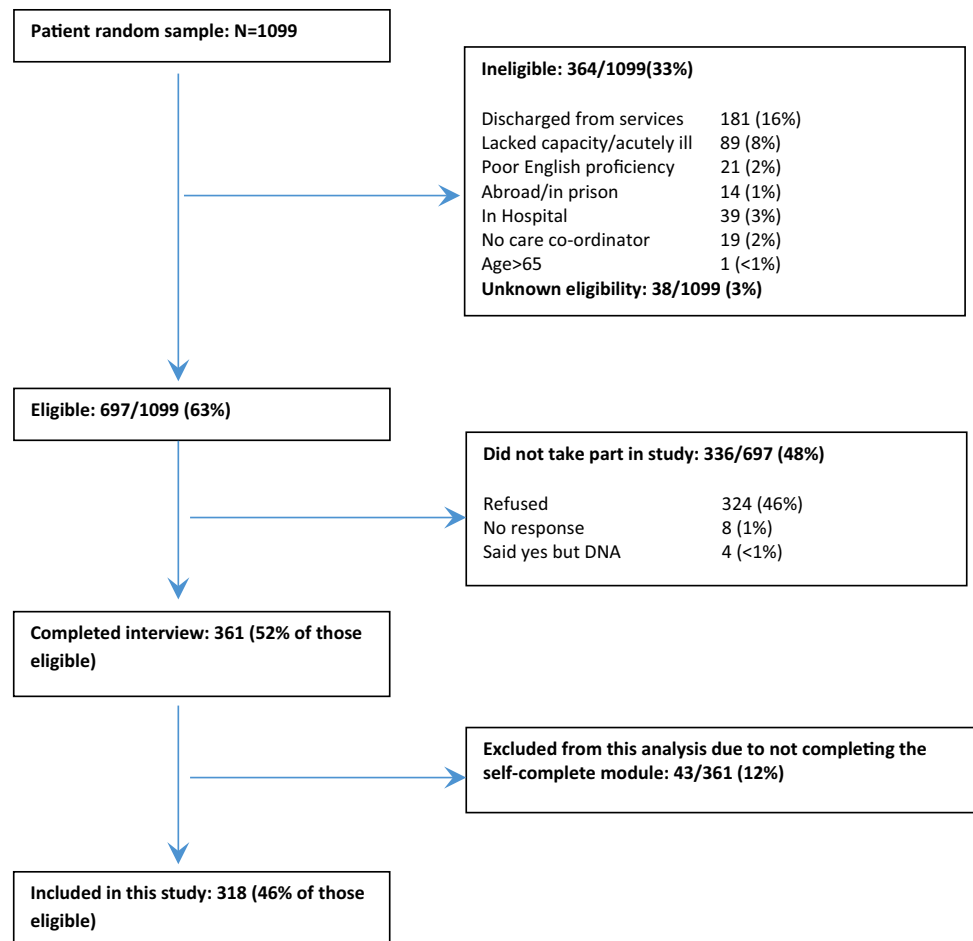 Patient random sample: N=1099
Ineligible: 364/1099(33%)
Discharged from services 181 (16%)
Lacked capacity/acutely ill 89 (8%)
Poor English proficiency 21 (2%)
Abroad/in prison 14 (1%)
In Hospital 39 (3%)
No care co-ordinator 19 (2%)
Age>65 1 (<1%)
Unknown eligibility: 38/1099 (3%)
Eligible: 697/1099 (63%)
Did not take part in study: 336/697 (48%)
Refused 324 (46%)
No response 8 (1%)
Said yes but DNA 4 (<1%)
Completed interview: 361 (52% of those
eligible)
Excluded from this analysis due to not completing the
self-complete module: 43/361 (12%)
Included in this study: 318 (46% of those
eligible)